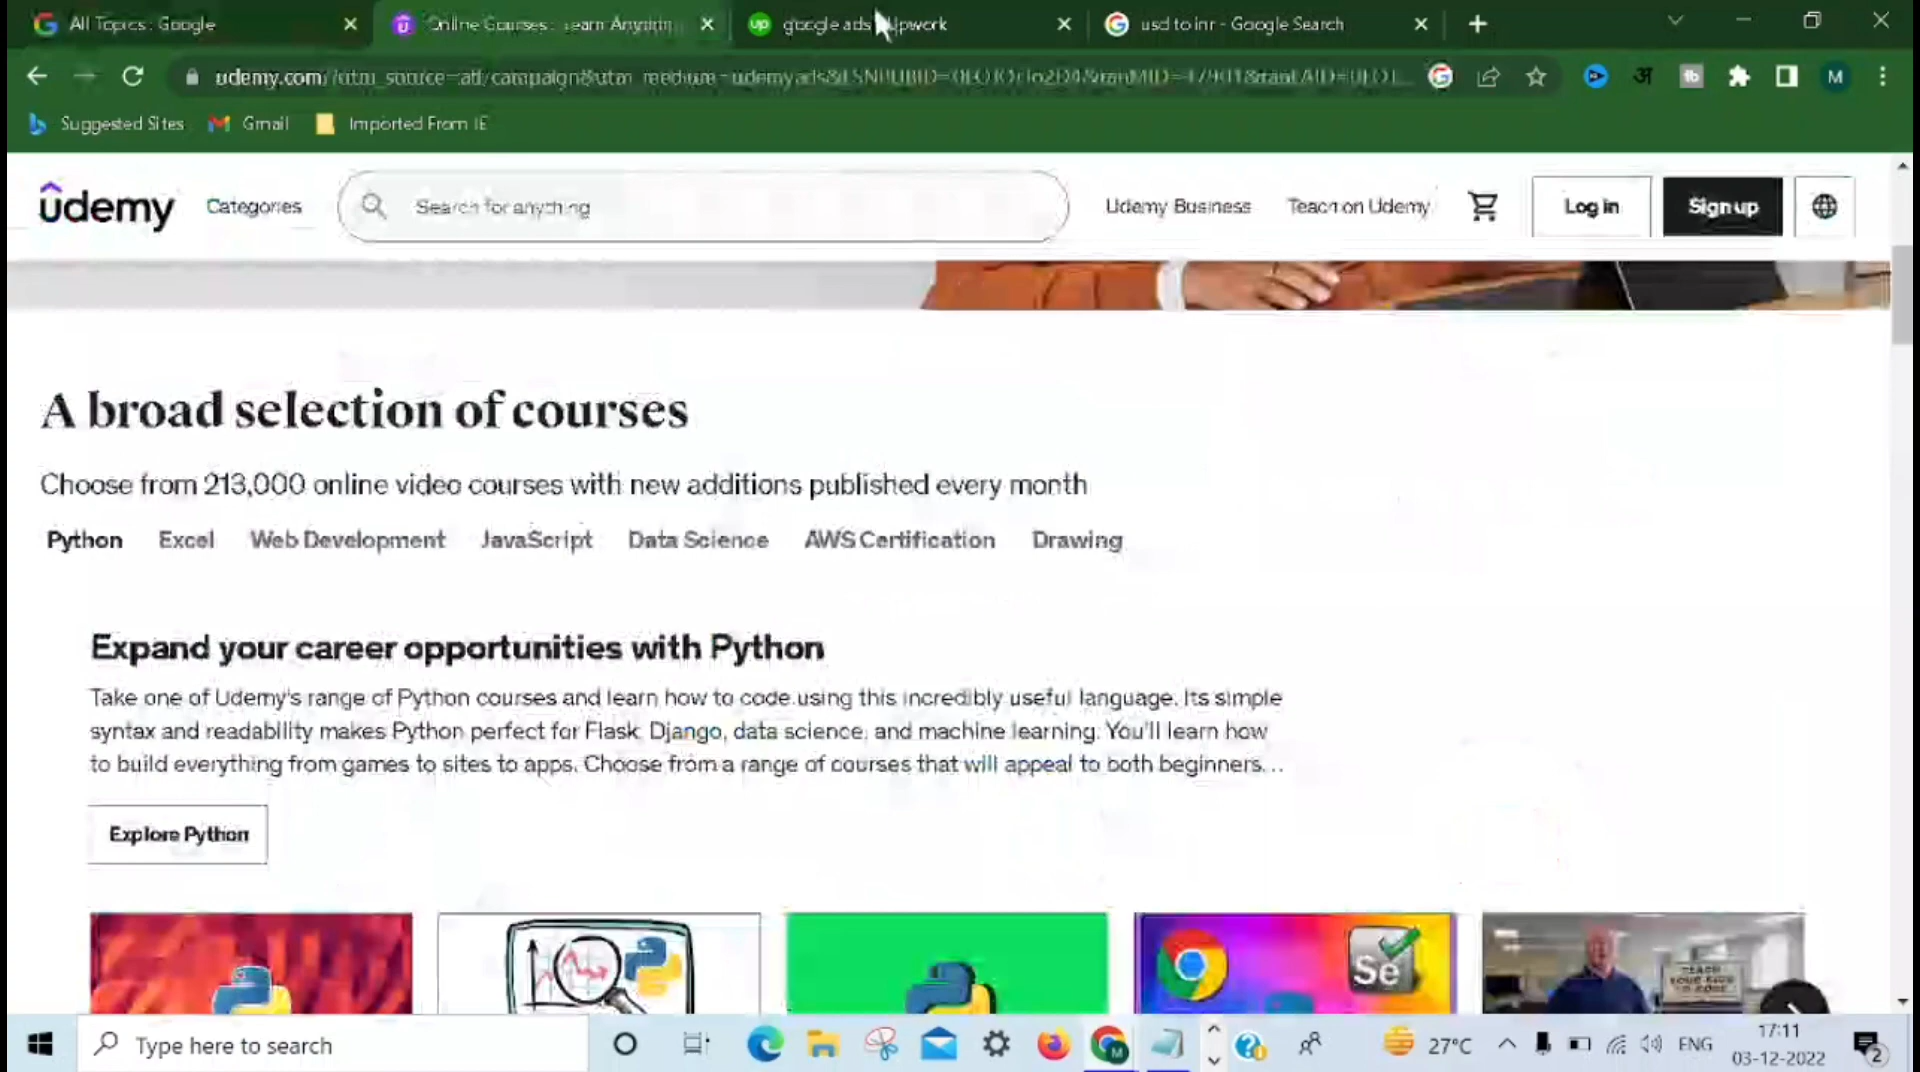 All Topics : Google
Online Courses : Learn Anything
google ads Upwork
usd to inr - Google Search
udemy.com
Suggested Sites
Gmail
Imported From IE
udemy
Categories
Search for anything
Udemy Business
Teach on Udemy
Log in
Sign up
A broad selection of courses
Choose from 213,000 online video courses with new additions published every month
Python Excel Web Development JavaScript Data Science AWS Certification Drawing
Expand your career opportunities with Python
Take one of Udemy's range of Python courses and learn how to code using this incredibly useful language. Its simple
syntax and readability makes Python perfect for Flask, Django, data science, and machine learning. You'll learn how
to build everything from games to sites to apps. Choose from a range of courses that will appeal to both beginners...
Explore Python
Se
Type here to search
27°C
ENG
17:11
03-12-2022
2